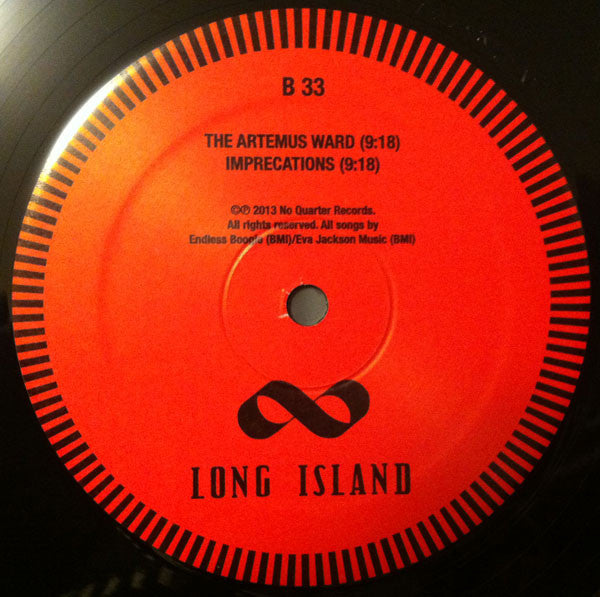 B 33
THE ARTEMUS WARD (9:18)
IMPRECATIONS (9:18)
©℗ 2013 No Quarter Records.
All rights reserved. All songs by
Endless Boogie (BMI)/Eva Jackson Music (BMI)
LONG ISLAND